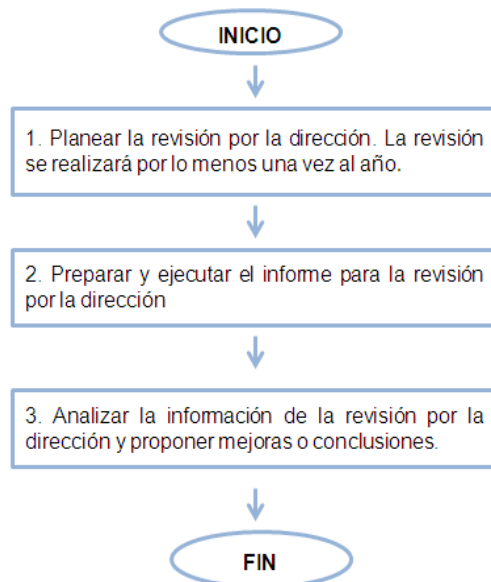 INICIO
1. Planear la revisión por la dirección. La revisión
se realizará por lo menos una vez al año.
2. Preparar y ejecutar el informe para la revisión
por la dirección
3. Analizar la información de la revisión por la
dirección y proponer mejoras o conclusiones.
FIN